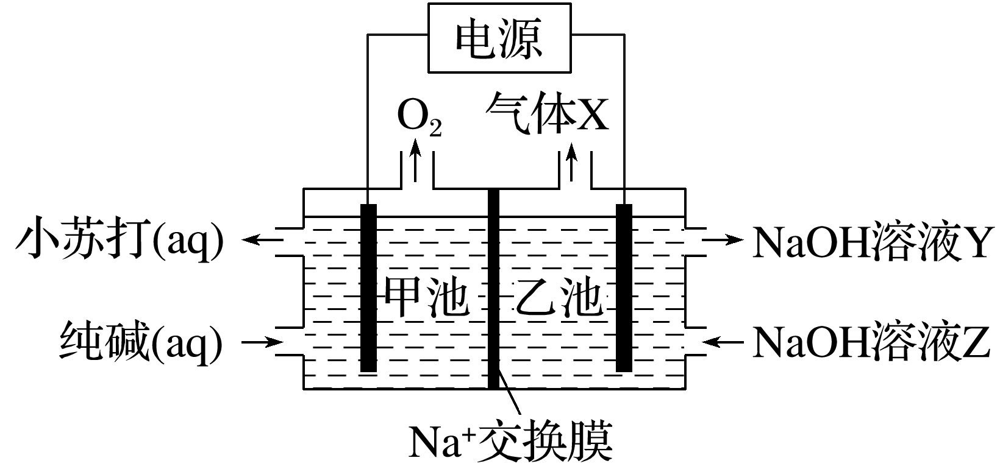 电源
O₂
气体X
小苏打(aq)
NaOH溶液Y
甲池
乙池
纯碱(aq)
NaOH溶液Z
Na⁺交换膜